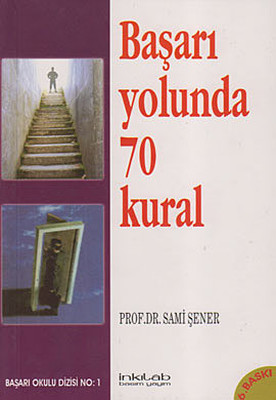 Başarı
yolunda
70
kural
PROF.DR. SAMİ ŞENER
BAŞARI OKULU DİZİSİ NO: 1
inkılab
basım yayım
6. BASKI